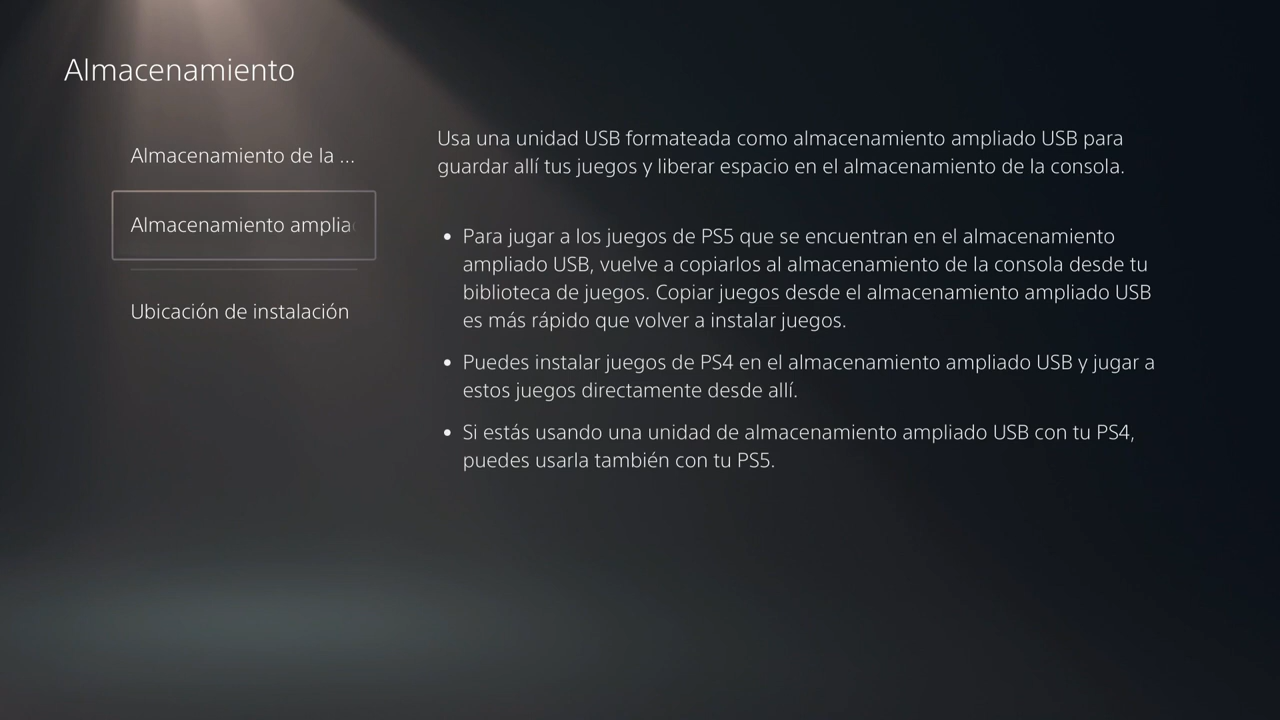 Almacenamiento
Almacenamiento de la ...
Almacenamiento ampliad
Ubicación de instalación
Usa una unidad USB formateada como almacenamiento ampliado USB para
guardar allí tus juegos y liberar espacio en el almacenamiento de la consola.
• Para jugar a los juegos de PS5 que se encuentran en el almacenamiento
ampliado USB, vuelve a copiarlos al almacenamiento de la consola desde tu
biblioteca de juegos. Copiar juegos desde el almacenamiento ampliado USB
es más rápido que volver a instalar juegos.
• Puedes instalar juegos de PS4 en el almacenamiento ampliado USB y jugar a
estos juegos directamente desde allí.
• Si estás usando una unidad de almacenamiento ampliado USB con tu PS4,
puedes usarla también con tu PS5.